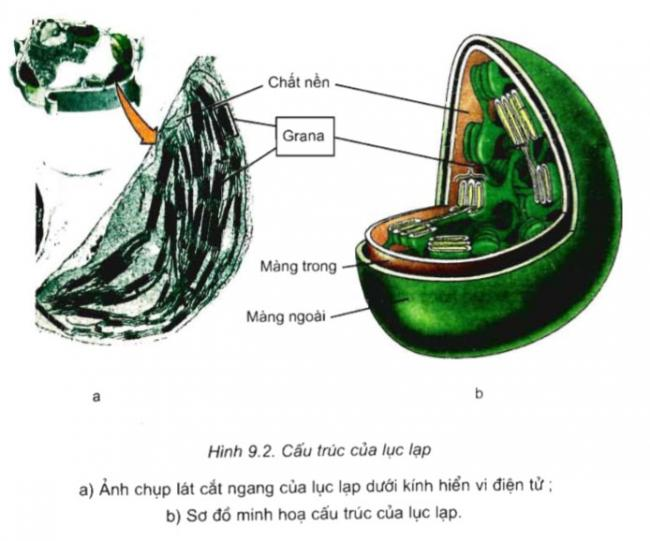 Chất nền
Grana
Màng trong
Màng ngoài
a
b
Hình 9.2. Cấu trúc của lục lạp
a) Ảnh chụp lát cắt ngang của lục lạp dưới kính hiển vi điện tử ;
b) Sơ đồ minh hoạ cấu trúc của lục lạp.